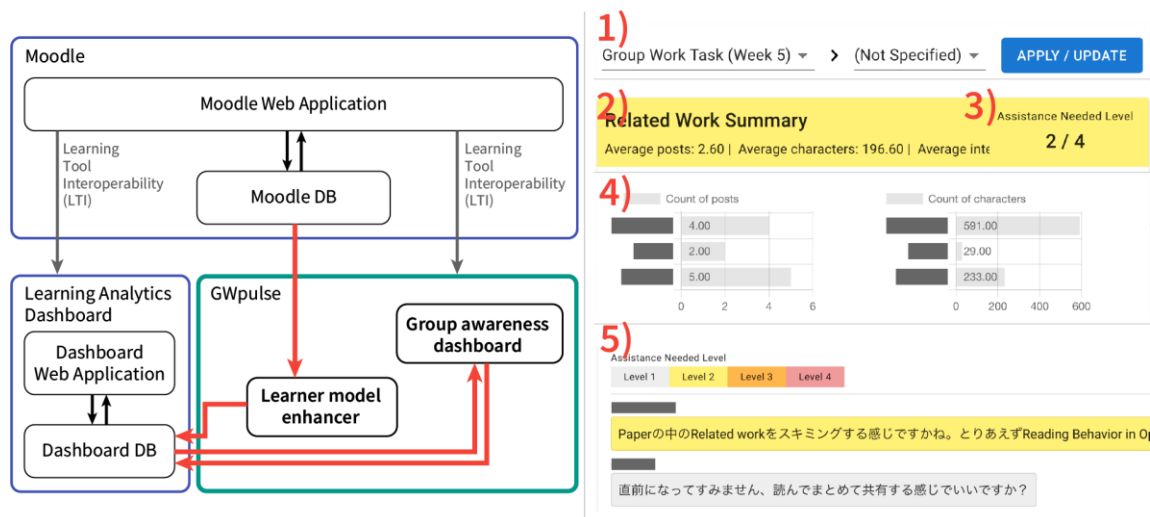 Moodle
Moodle Web Application
Learning
Tool
Interoperability
(LTI)
Learning
Tool
Interoperability
(LTI)
Moodle DB
Learning Analytics
Dashboard
Dashboard
Web Application
Dashboard DB
GWpulse
Group awareness
dashboard
Learner model
enhancer
1)
Group Work Task (Week 5)
(Not Specified)
APPLY / UPDATE
2)
Related Work Summary
Average posts: 2.60 | Average characters: 196.60 | Average inte
3)
Assistance Needed Level
2 / 4
4)
Count of posts
4.00
2.00
5.00
0 2 4 6
Count of characters
591.00
29.00
233.00
0 200 400 600
5)
Assistance Needed Level
Level 1 Level 2 Level 3 Level 4
Paperの中のRelated workをスキミングする感じですかね。とりあえずReading Behavior in Op
直前になってすみません、読んでまとめて共有する感じでいいですか？